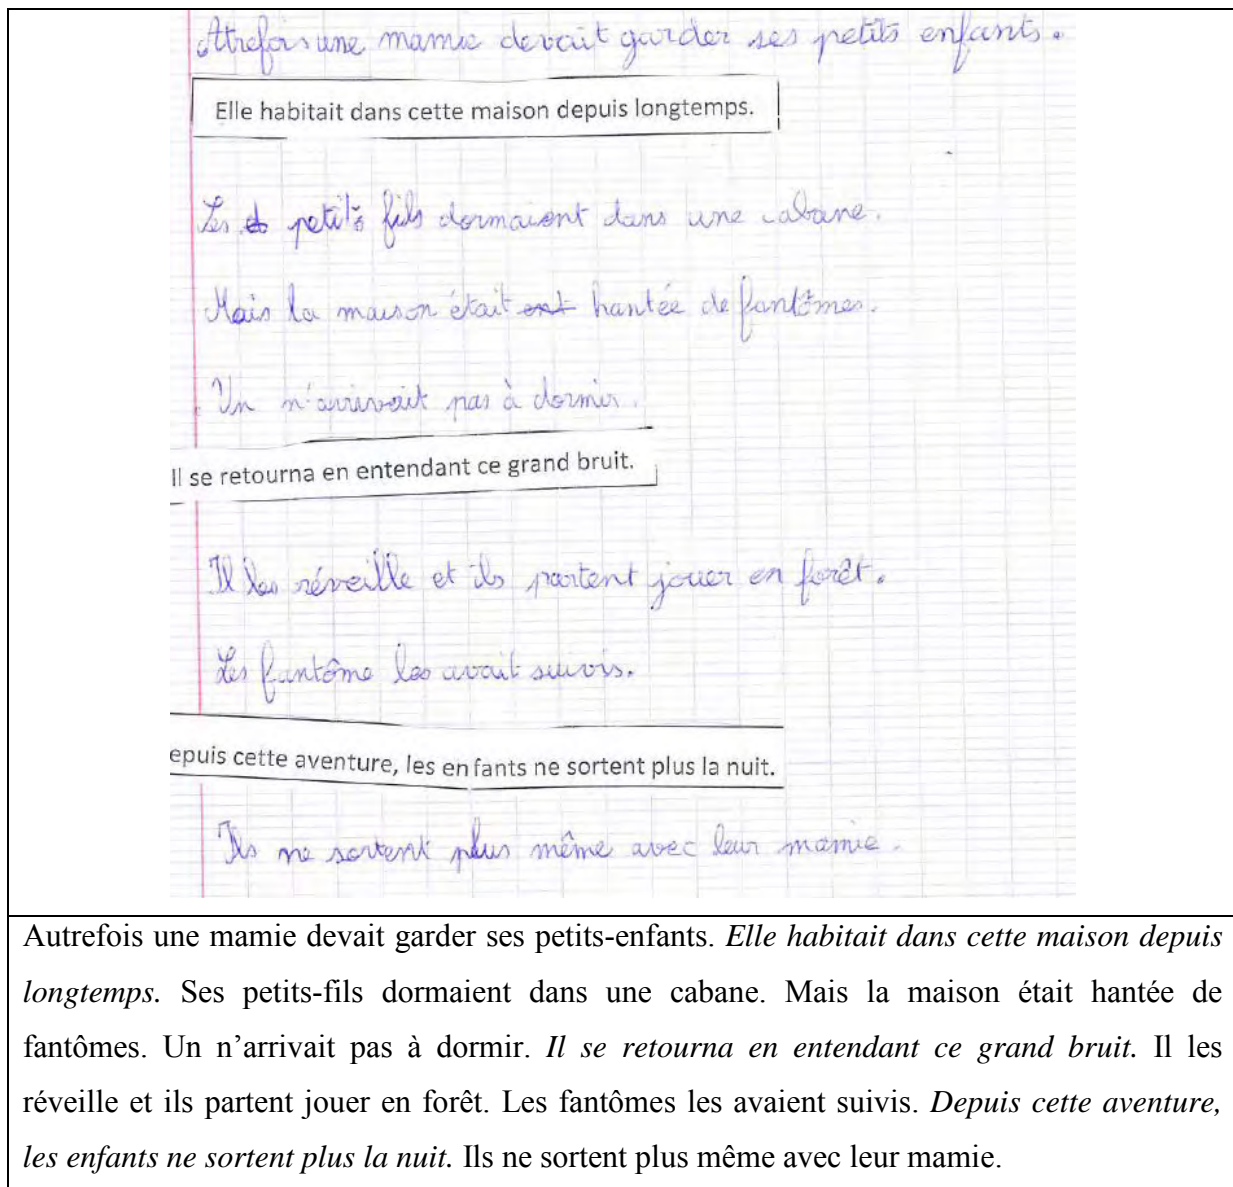 Atrefois une mamie devait garder ses petits enfants.
Elle habitait dans cette maison depuis longtemps.
Les petits fils dormaient dans une cabane.
Mais la maison était ent hantée de fantômes.
Un n'arrivait pas à dormir.
Il se retourna en entendant ce grand bruit.
Il les réveille et ils partent jouer en forêt.
Les fantôme les avait suivis.
epuis cette aventure, les enfants ne sortent plus la nuit.
Ils ne sortent plus même avec leur mamie.
Autrefois une mamie devait garder ses petits-enfants. Elle habitait dans cette maison depuis
longtemps. Ses petits-fils dormaient dans une cabane. Mais la maison était hantée de
fantômes. Un n'arrivait pas à dormir. Il se retourna en entendant ce grand bruit. Il les
réveille et ils partent jouer en forêt. Les fantômes les avaient suivis. Depuis cette aventure,
les enfants ne sortent plus la nuit. Ils ne sortent plus même avec leur mamie.